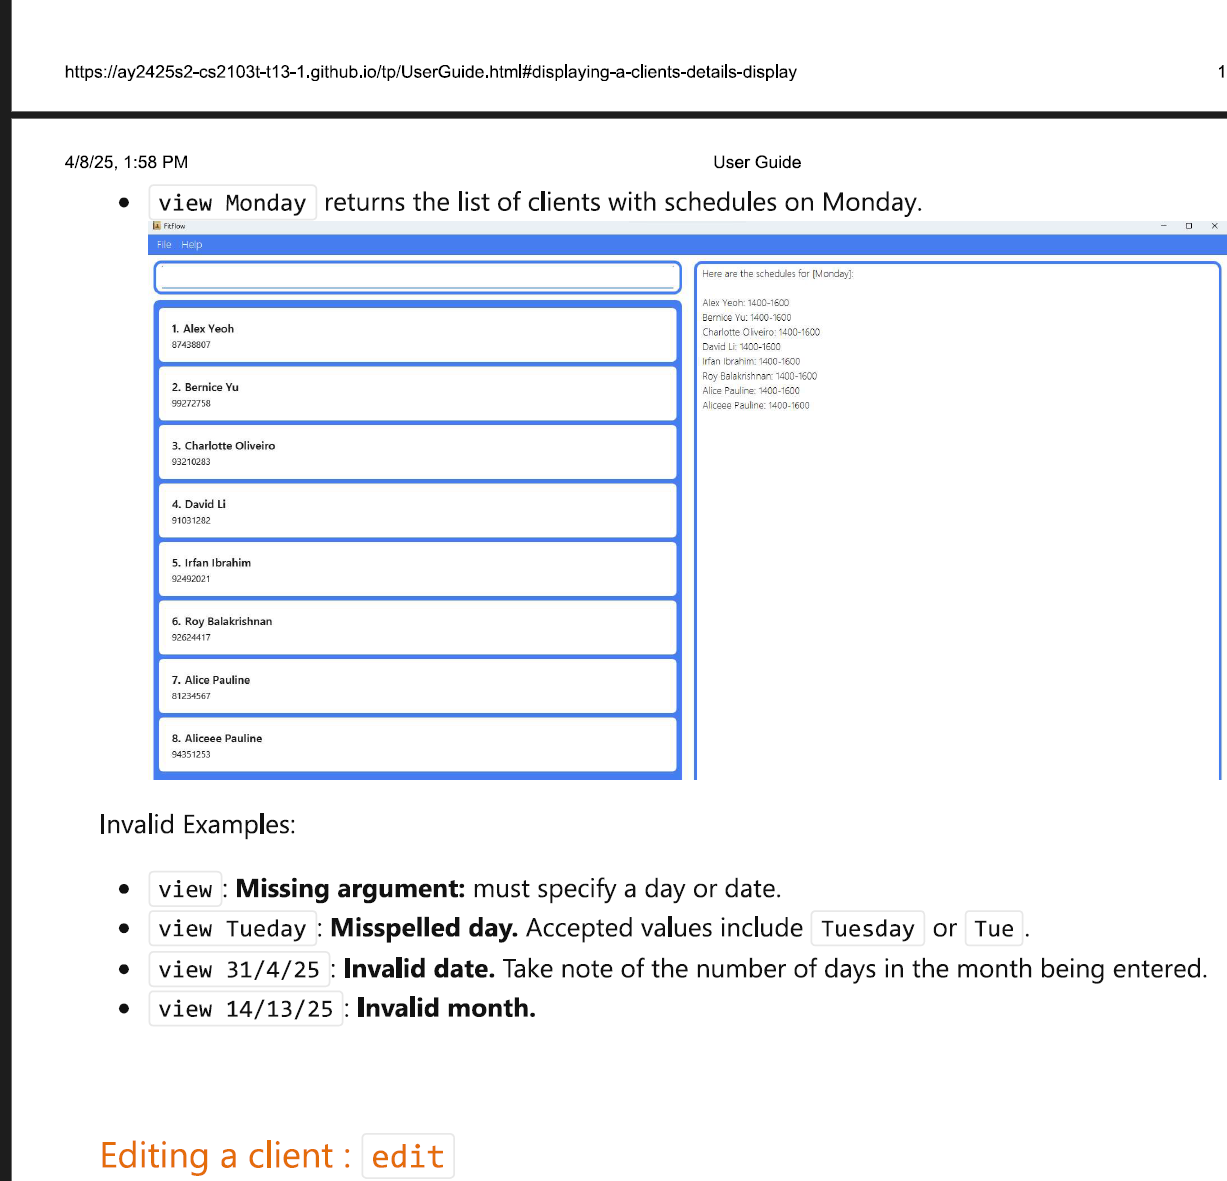 https://ay2425s2-cs2103t-t13-1.github.io/tp/UserGuide.html#displaying-a-clients-details-display 1
4/8/25, 1:58 PM User Guide
• view Monday returns the list of clients with schedules on Monday.
FitFlow
File Help
Here are the schedules for [Monday]:
Alex Yeoh: 1400-1600
Bernice Yu: 1400-1600
Charlotte Oliveiro: 1400-1600
David Li: 1400-1600
Irfan Ibrahim: 1400-1600
Roy Balakrishnan: 1400-1600
Alice Pauline: 1400-1600
Aliceee Pauline: 1400-1600
1. Alex Yeoh
87438807
2. Bernice Yu
99272758
3. Charlotte Oliveiro
93210283
4. David Li
91031282
5. Irfan Ibrahim
92492021
6. Roy Balakrishnan
92624417
7. Alice Pauline
81234567
8. Aliceee Pauline
94351253
Invalid Examples:
• view : Missing argument: must specify a day or date.
• view Tueday : Misspelled day. Accepted values include Tuesday or Tue .
• view 31/4/25 : Invalid date. Take note of the number of days in the month being entered.
• view 14/13/25 : Invalid month.
Editing a client : edit